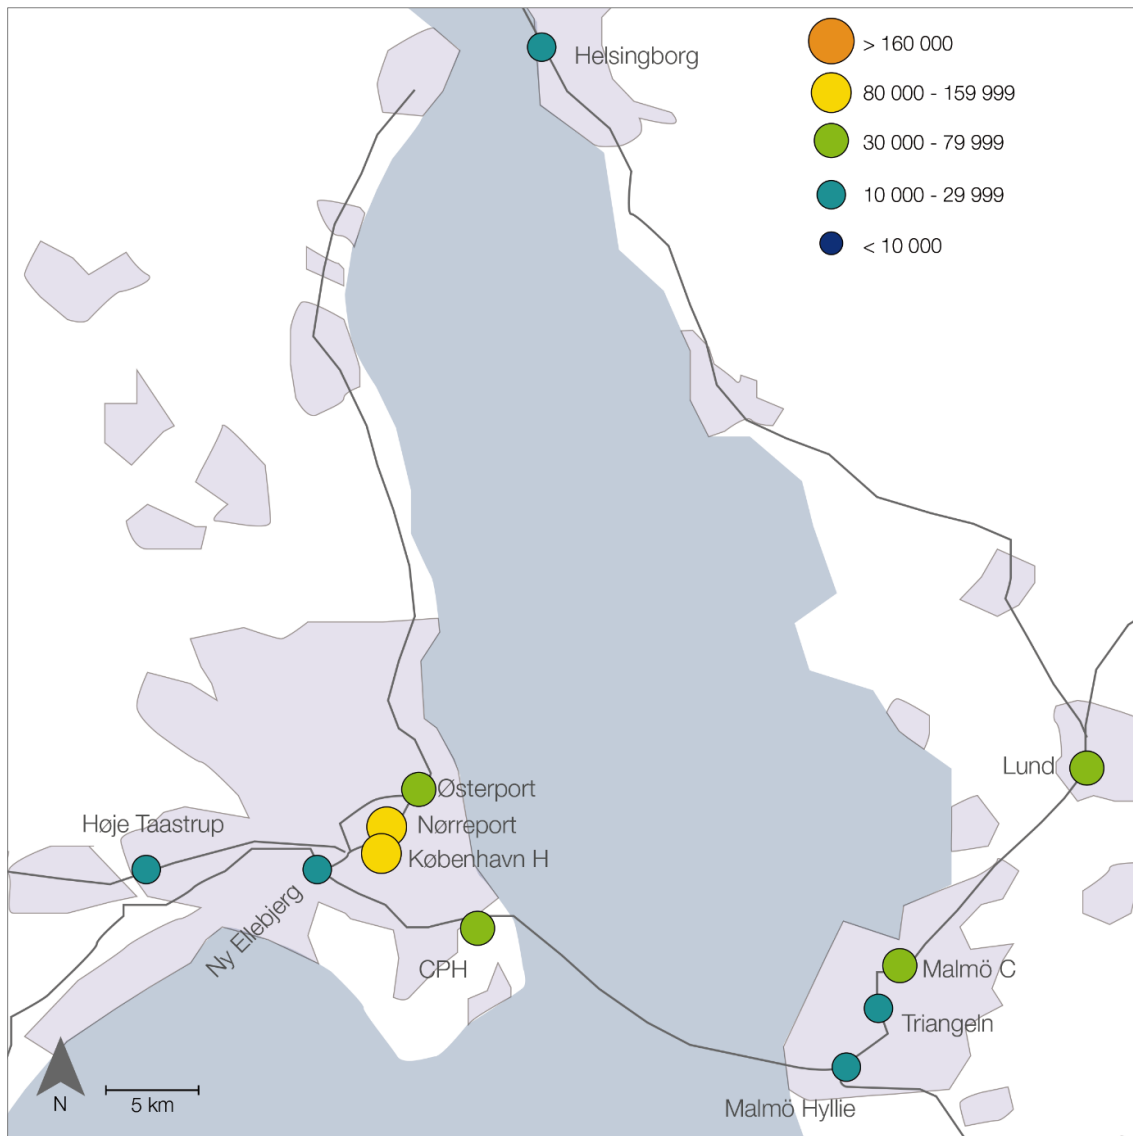 Helsingborg
> 160 000
80 000 - 159 999
30 000 - 79 999
10 000 - 29 999
< 10 000
Lund
Østerport
Høje Taastrup
Nørreport
København H
Ny Ellebjerg
CPH
Malmö C
Triangeln
Malmö Hyllie
N
5 km